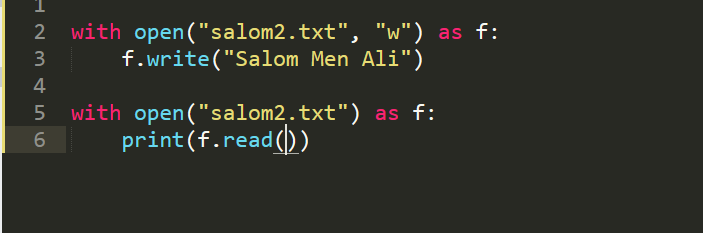 1
2 with open("salom2.txt", "w") as f:
3     f.write("Salom Men Ali")
4
5 with open("salom2.txt") as f:
6     print(f.read())